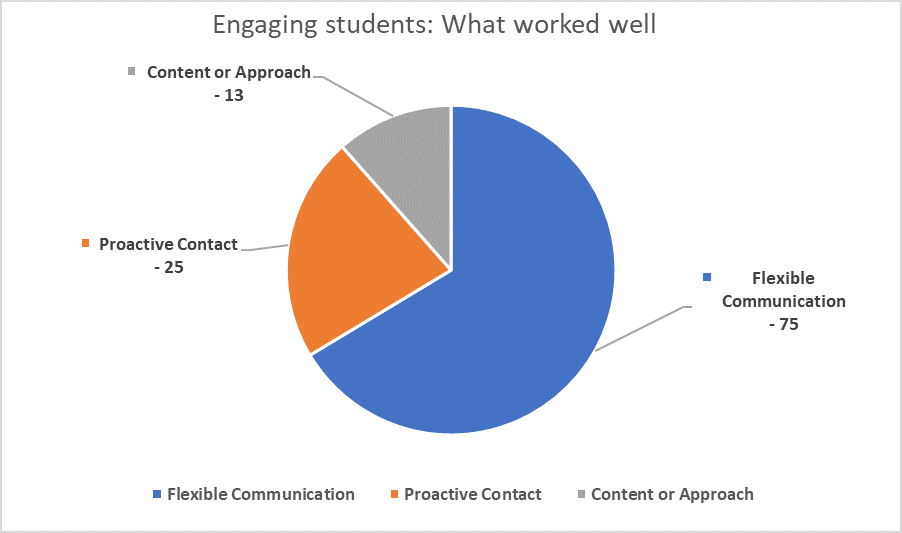 Engaging students: What worked well
Content or Approach
- 13
Proactive Contact
- 25
Flexible
Communication
- 75
Flexible Communication
Proactive Contact
Content or Approach